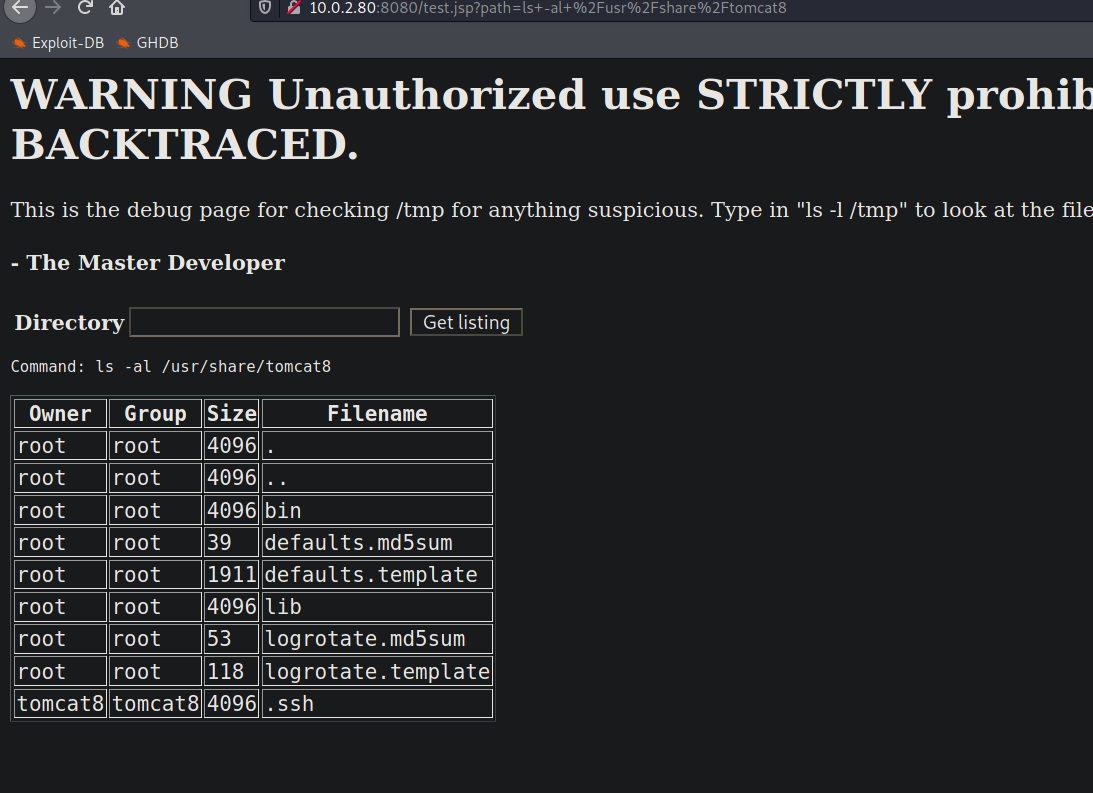 10.0.2.80:8080/test.jsp?path=ls+-al+%2Fusr%2Fshare%2Ftomcat8
Exploit-DB GHDB
WARNING Unauthorized use STRICTLY prohib
BACKTRACED.
This is the debug page for checking /tmp for anything suspicious. Type in "ls -l /tmp" to look at the file
- The Master Developer
Directory Get listing
Command: ls -al /usr/share/tomcat8
Owner Group Size Filename
root root 4096 .
root root 4096 ..
root root 4096 bin
root root 39 defaults.md5sum
root root 1911 defaults.template
root root 4096 lib
root root 53 logrotate.md5sum
root root 118 logrotate.template
tomcat8 tomcat8 4096 .ssh